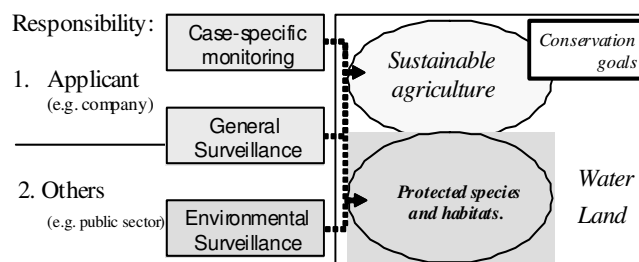 Responsibility:
1. Applicant
(e.g. company)
2. Others
(e.g. public sector)
Case-specific
monitoring
General
Surveillance
Environmental
Surveillance
Sustainable
agriculture
Conservation
goals
Protected species
and habitats.
Water
Land